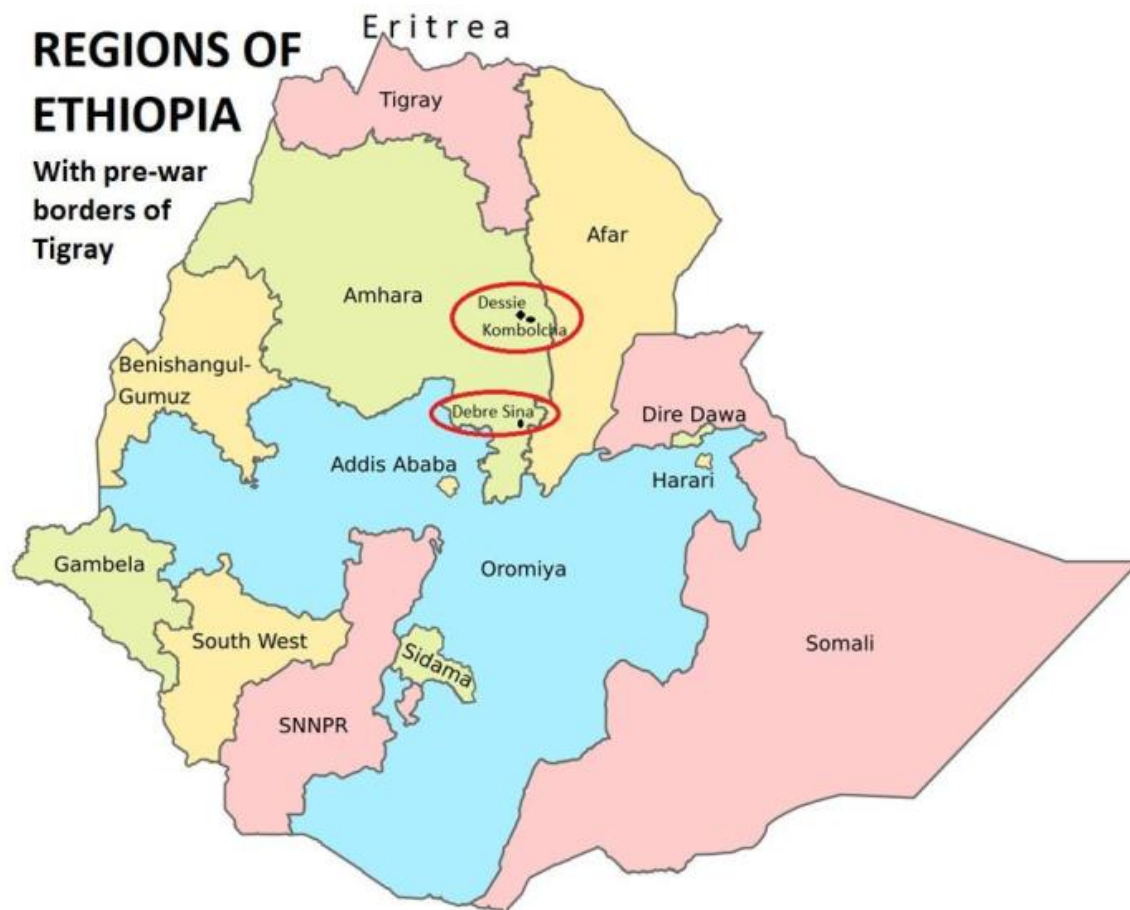 REGIONS OF
ETHIOPIA
With pre-war
borders of
Tigray
Eritrea
Tigray
Afar
Amhara
Dessie
Kombolcha
Benishangul-
Gumuz
Debre Sina
Dire Dawa
Addis Ababa
Harari
Gambela
Oromiya
South West
Sidama
Somali
SNNPR